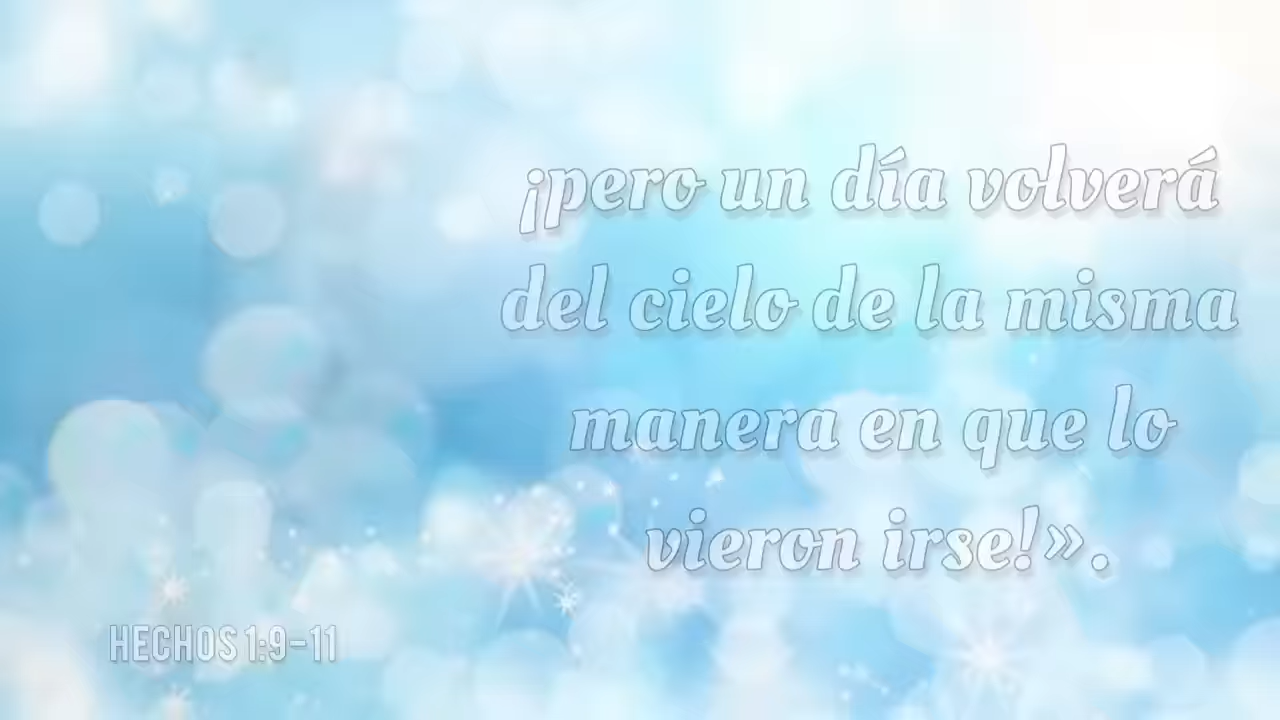 ¡pero un día volverá
del cielo de la misma
manera en que lo
vieron irse!».
HECHOS 1:9-11